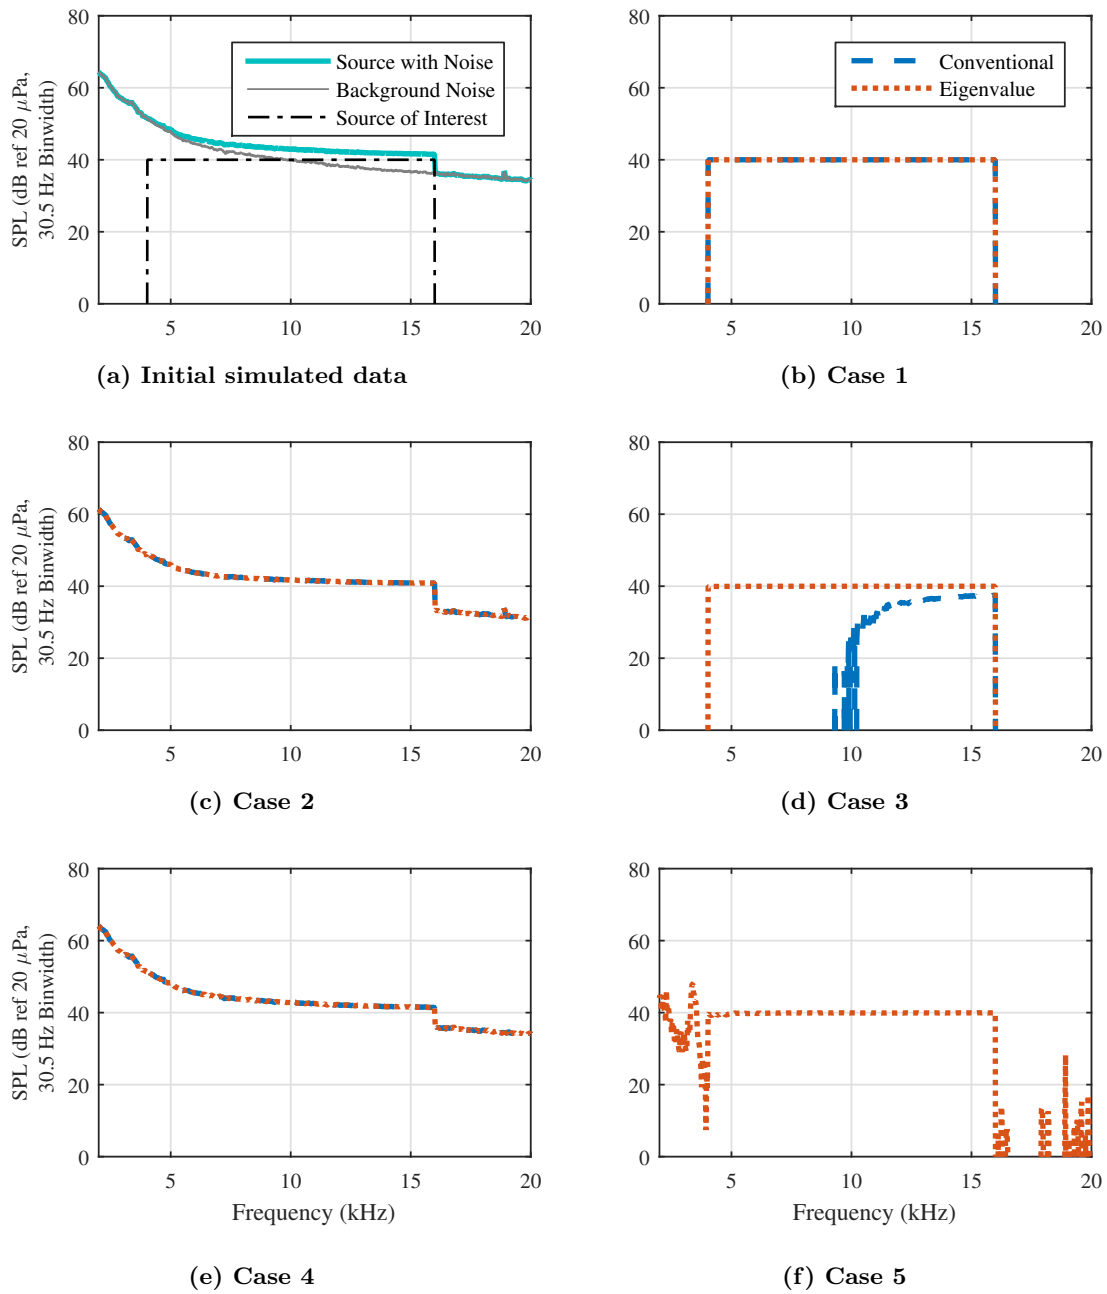 80
60
40
20
0
SPL (dB ref 20 μPa,
30.5 Hz Binwidth)
Source with Noise
Background Noise
Source of Interest
5
10
15
20
(a) Initial simulated data
80
60
40
20
0
Conventional
Eigenvalue
5
10
15
20
(b) Case 1
80
60
40
20
0
SPL (dB ref 20 μPa,
30.5 Hz Binwidth)
5
10
15
20
(c) Case 2
80
60
40
20
0
5
10
15
20
(d) Case 3
80
60
40
20
0
SPL (dB ref 20 μPa,
30.5 Hz Binwidth)
5
10
15
20
Frequency (kHz)
(e) Case 4
80
60
40
20
0
5
10
15
20
Frequency (kHz)
(f) Case 5